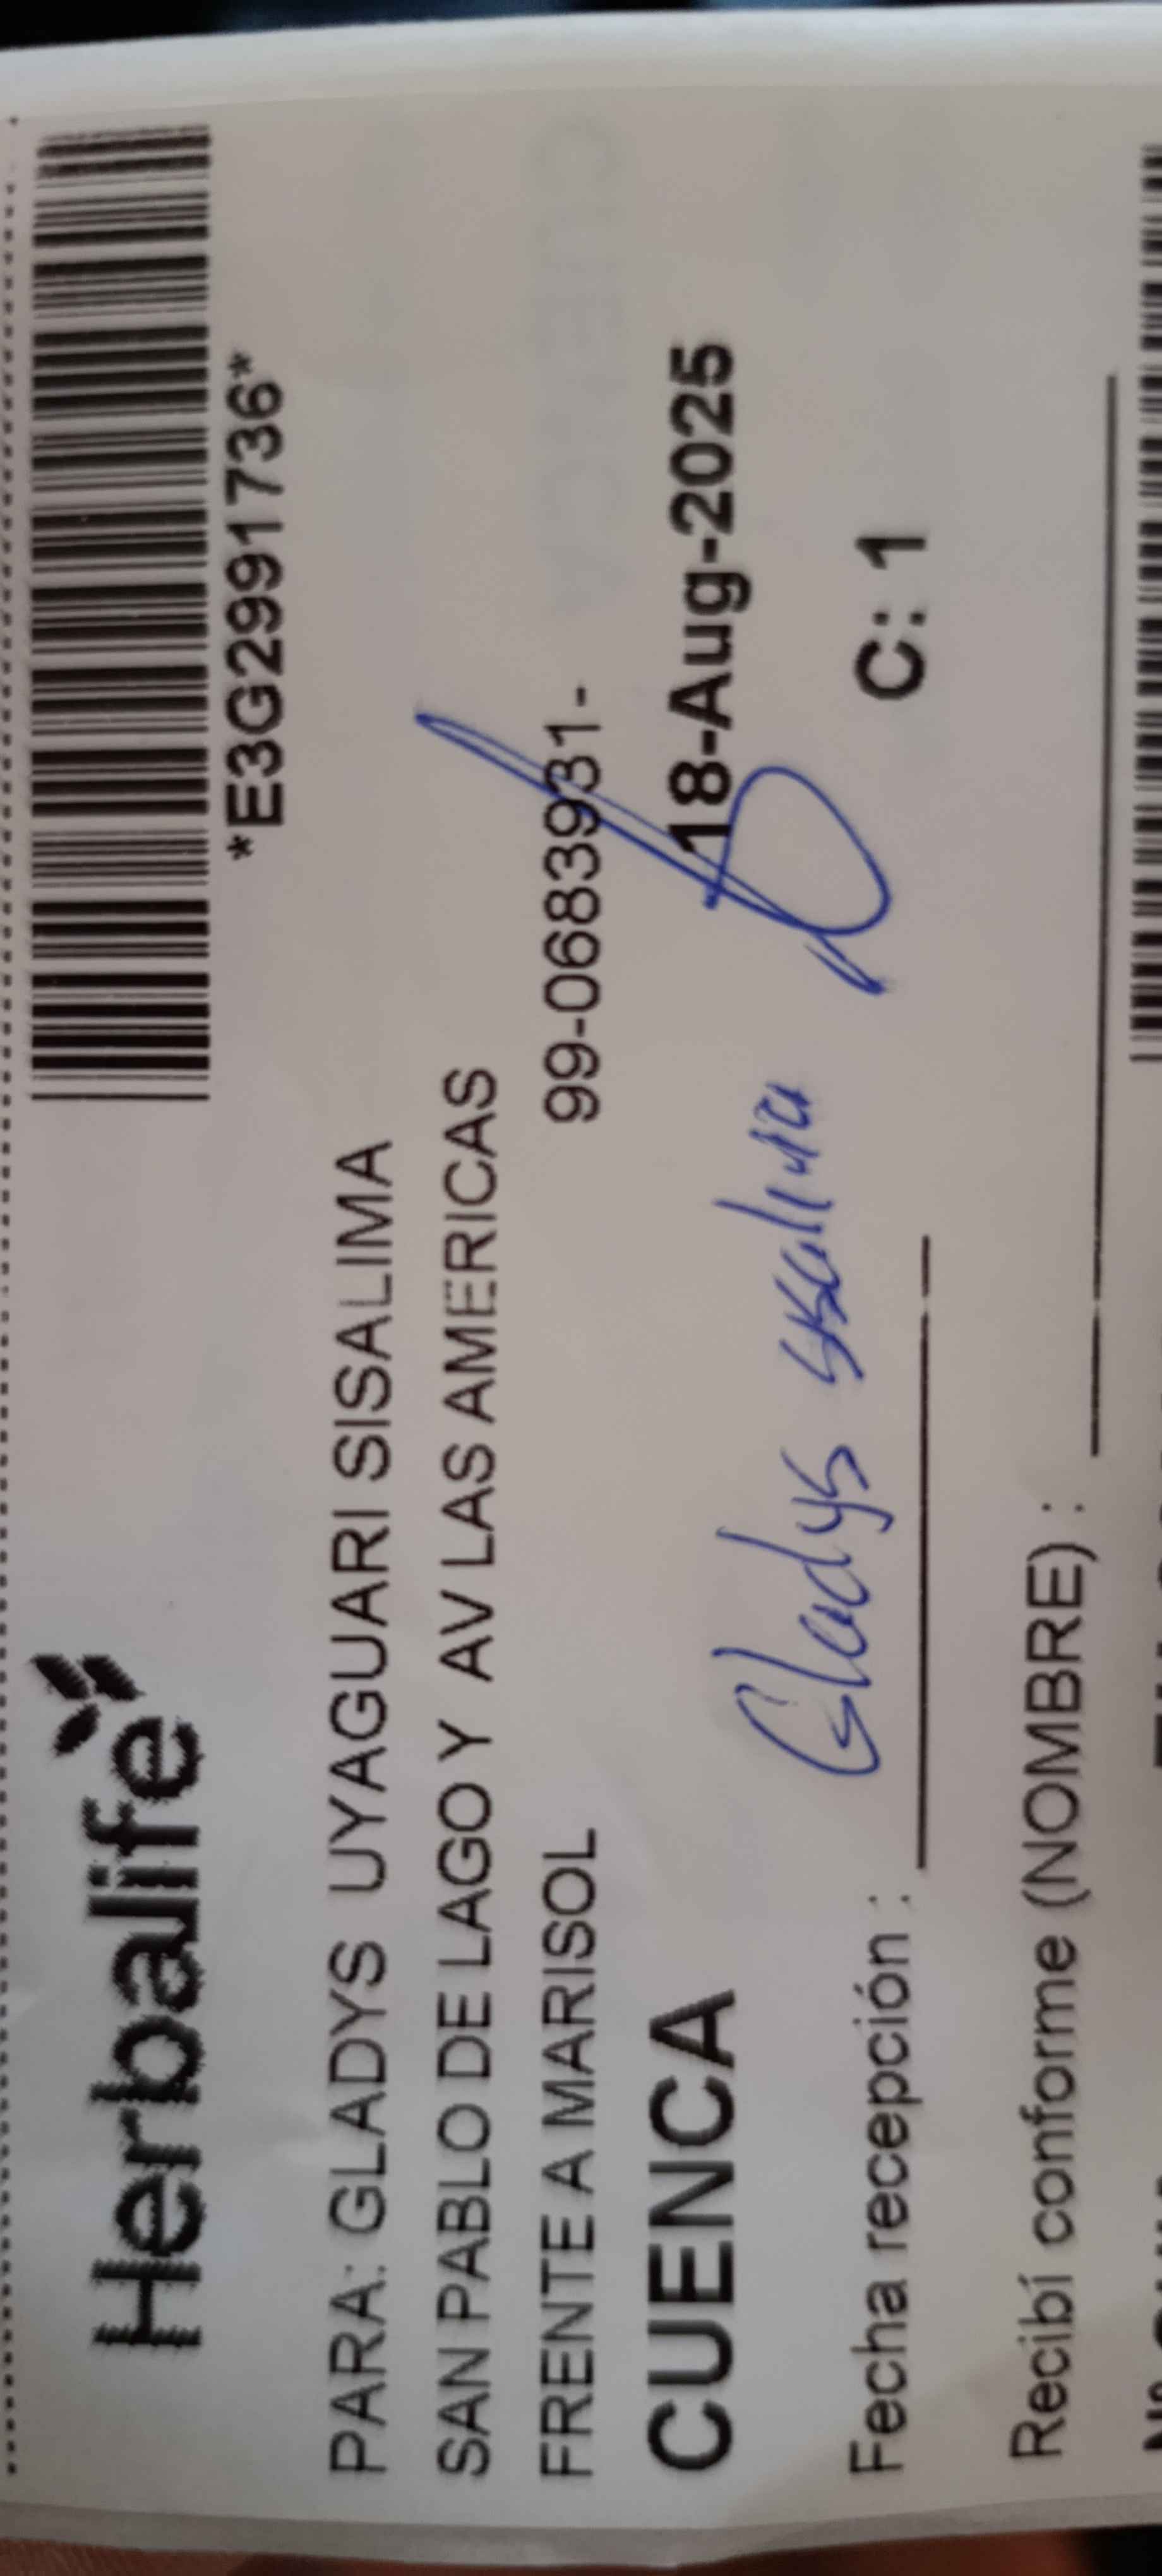 Herbalife
*E3G2991736*
PARA: GLADYS UYAGUARI SISALIMA
SAN PABLO DE LAGO Y AV LAS AMERICAS
FRENTE A MARISOL 99-0683931-
CUENCA 18-Aug-2025
Gladys
Fecha recepción : C: 1
Recibí conforme (NOMBRE) :